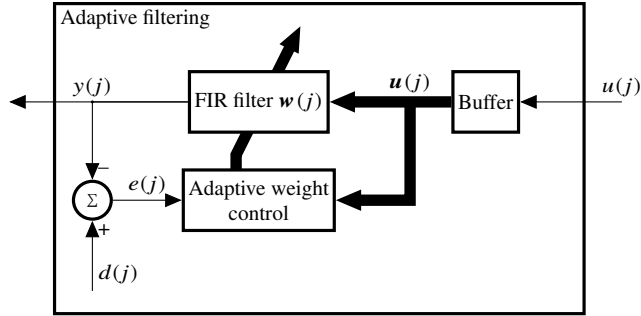 Adaptive filtering
y(j)
FIR filter w(j)
u(j)
Buffer
u(j)
−
Σ
e(j)
Adaptive weight
control
+
d(j)